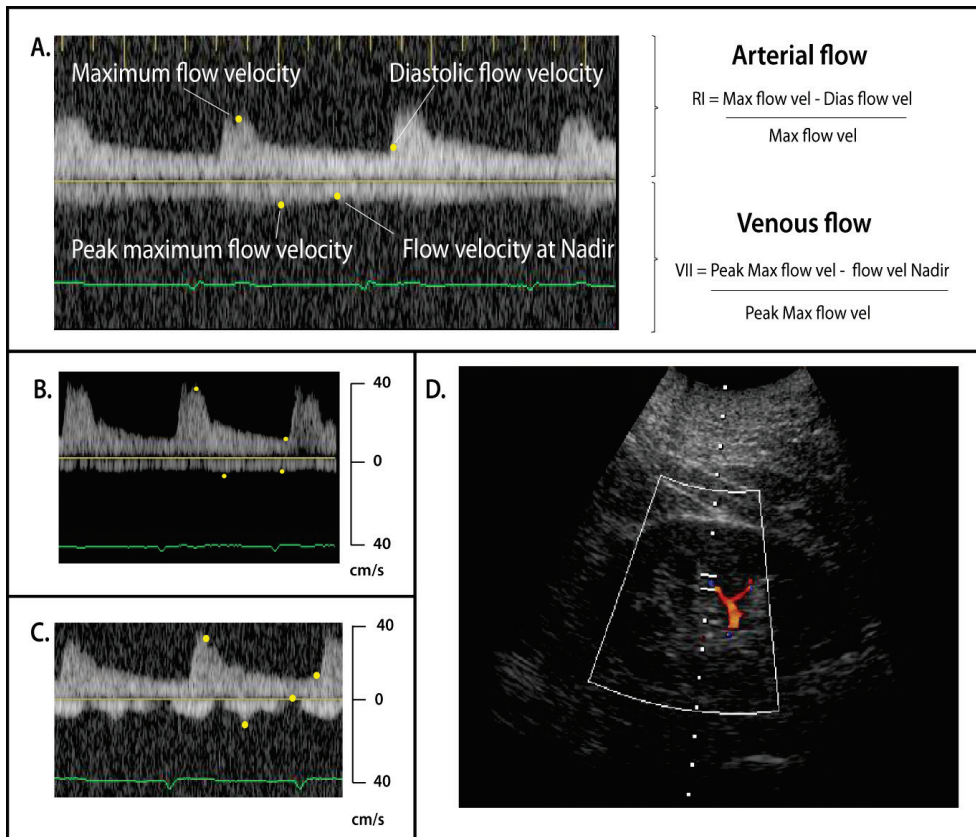 A.
Maximum flow velocity
Diastolic flow velocity
Peak maximum flow velocity
Flow velocity at Nadir
Arterial flow
RI = Max flow vel - Dias flow vel
Max flow vel
Venous flow
VII = Peak Max flow vel - flow vel Nadir
Peak Max flow vel
B.
40
0
40
cm/s
C.
40
0
40
cm/s
D.